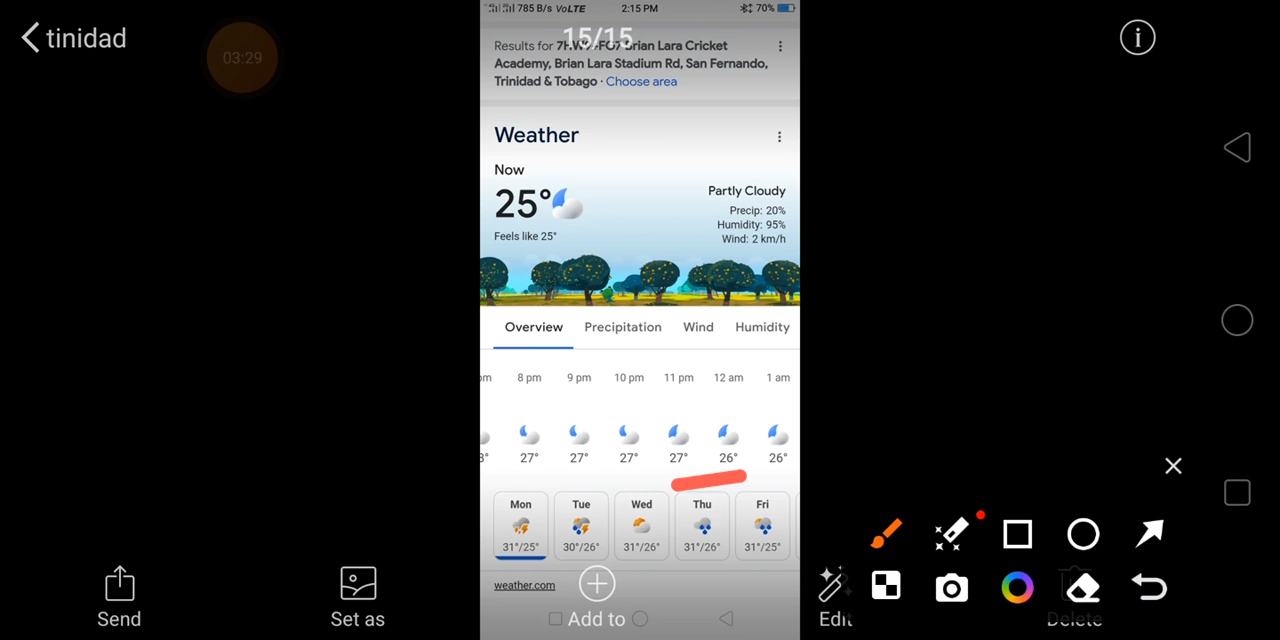 785 B/s VoLTE 2:15 PM 70%
tinidad
15/15
03:29
Results for Brian Lara Cricket
Academy, Brian Lara Stadium Rd, San Fernando,
Trinidad & Tobago · Choose area
Weather
Now
25°
Feels like 25°
Partly Cloudy
Precip: 20%
Humidity: 95%
Wind: 2 km/h
Overview Precipitation Wind Humidity
pm 8 pm 9 pm 10 pm 11 pm 12 am 1 am
27° 27° 27° 27° 26° 26°
Mon Tue Wed Thu Fri
31°/25° 30°/26° 31°/26° 31°/26° 31°/25°
weather.com
Send Set as Add to Edit Delete